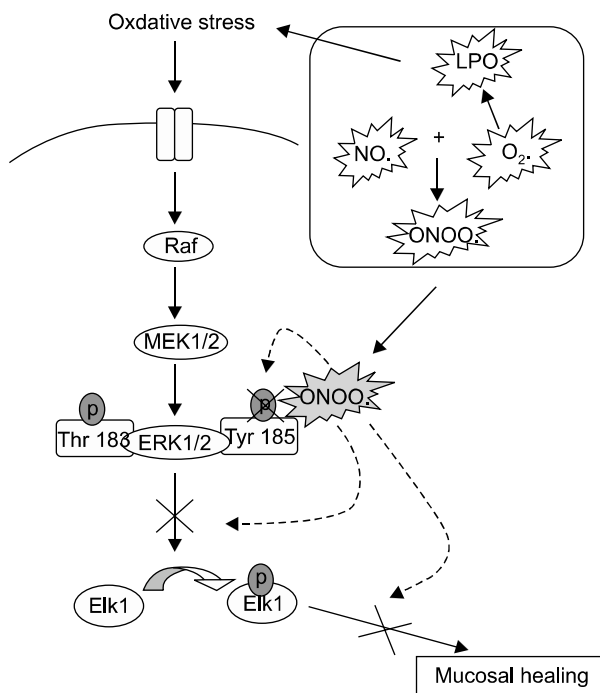 Oxdative stress
LPO
NO.
+
O2.
ONOO.
Raf
MEK1/2
p
p
ONOO.
Thr 183
ERK1/2
Tyr 185
p
Elk1
Elk1
Mucosal healing